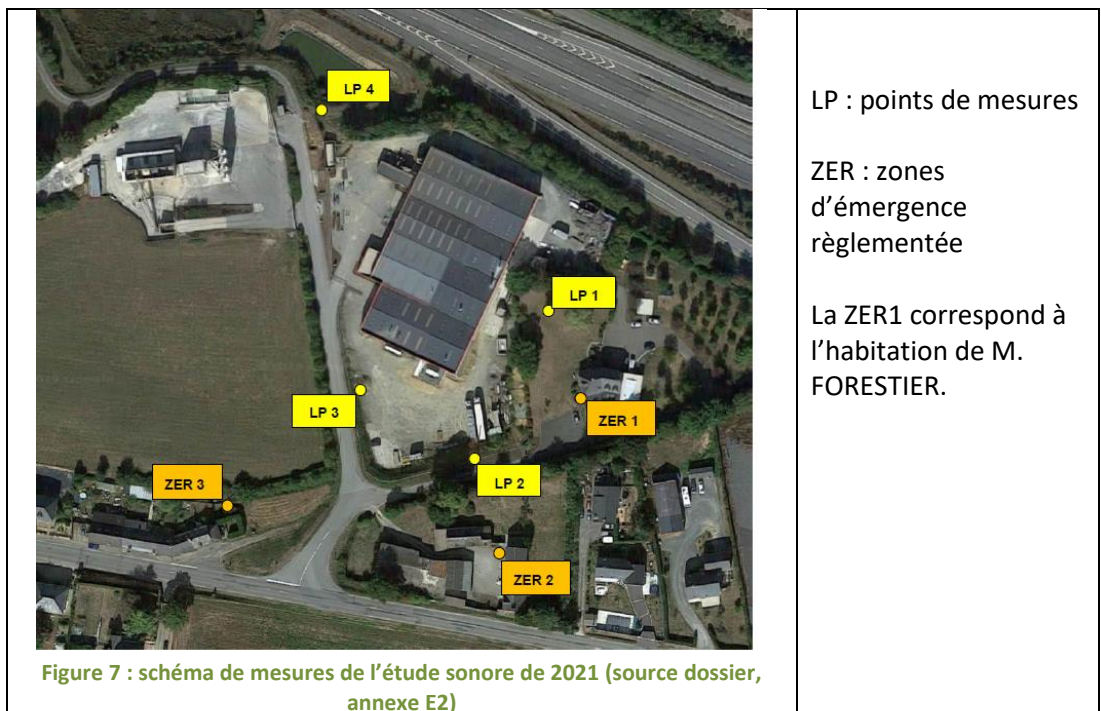 LP 4
LP : points de mesures
ZER : zones
d’émergence
règlementée
La ZER1 correspond à
l’habitation de M.
FORESTIER.
LP 1
LP 3
ZER 1
ZER 3
LP 2
ZER 2
Figure 7 : schéma de mesures de l’étude sonore de 2021 (source dossier,
annexe E2)